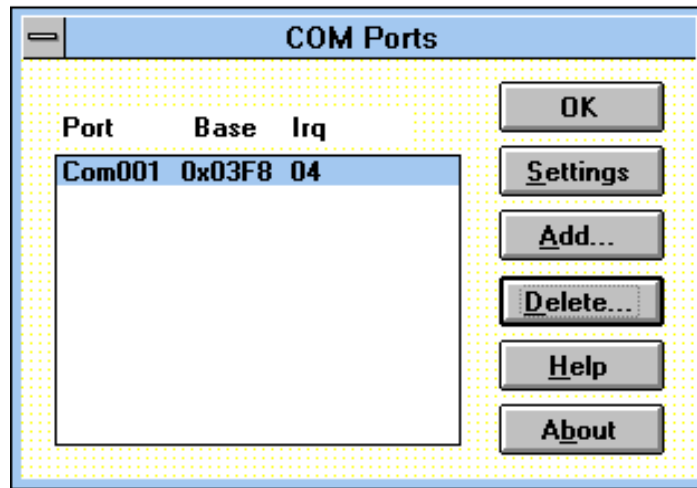 COM Ports
Port Base Irq
Com001 0x03F8 04
OK
Settings
Add...
Delete...
Help
About